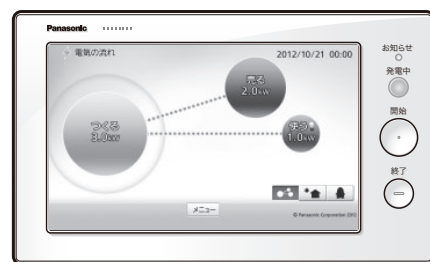 Panasonic
電気の流れ
2012/10/21 00:00
売る
2.0kW
つくる
3.0kW
使う
1.0kW
メニュー
© Panasonic Corporation 2012
お知らせ
発電中
開始
終了